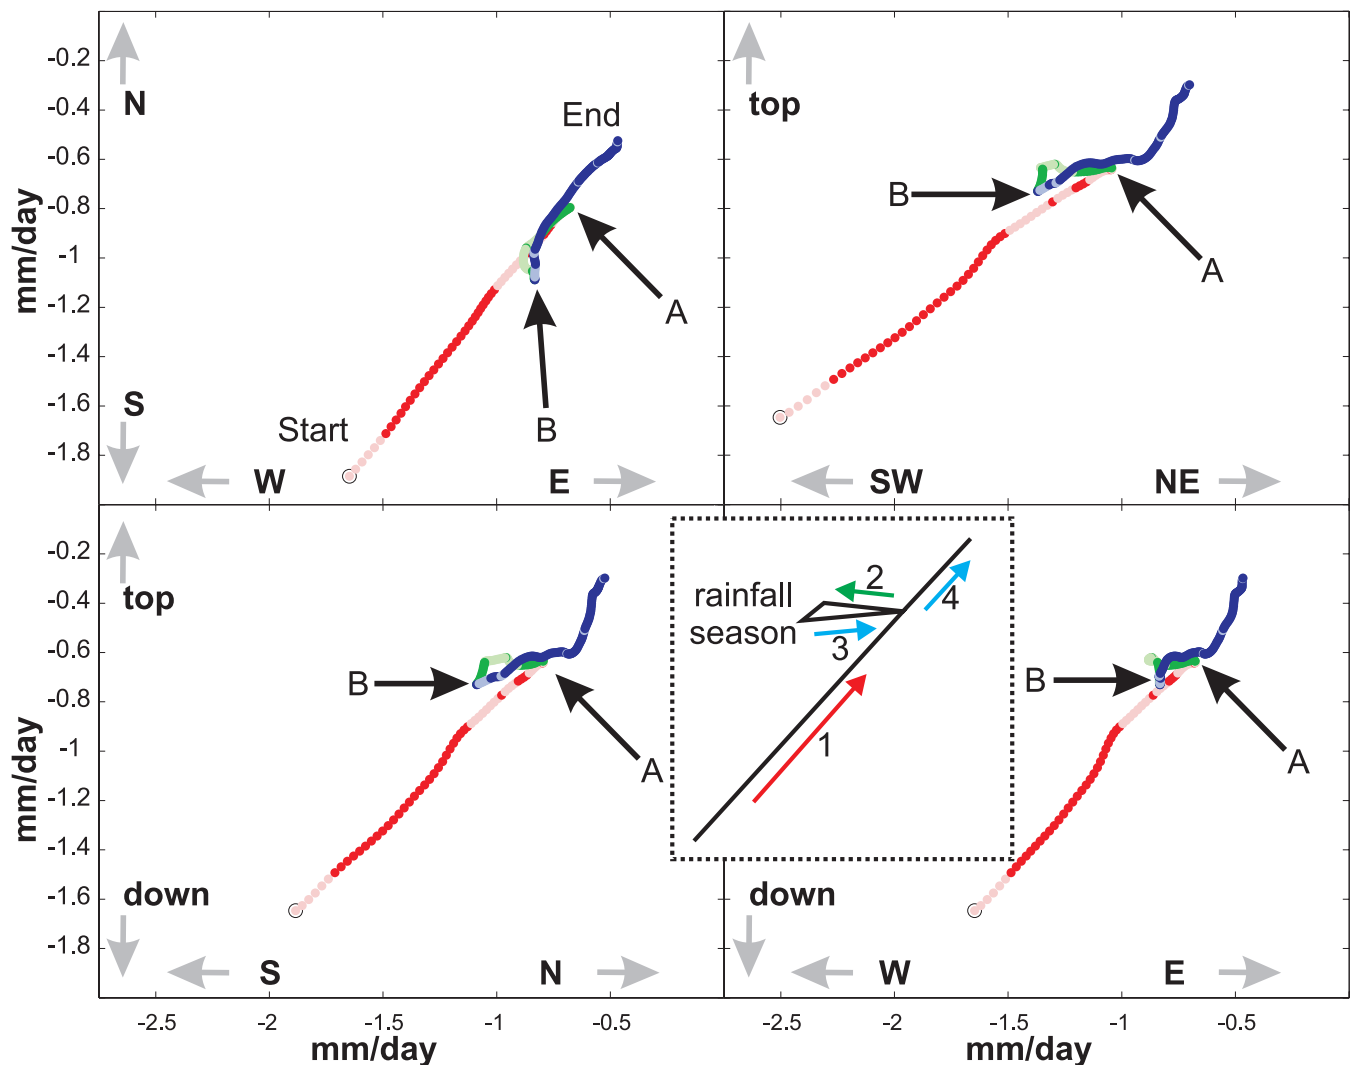 -0.2
-0.4
-0.6
-0.8
-1
-1.2
-1.4
-1.6
-1.8
mm/day
N
S
W
E
Start
End
A
B
top
SW
NE
B
A
-0.2
-0.4
-0.6
-0.8
-1
-1.2
-1.4
-1.6
-1.8
mm/day
top
down
S
N
B
A
rainfall
season
1
2
3
4
down
W
E
B
A
-2.5
-2
-1.5
-1
-0.5
mm/day
-2.5
-2
-1.5
-1
-0.5
mm/day